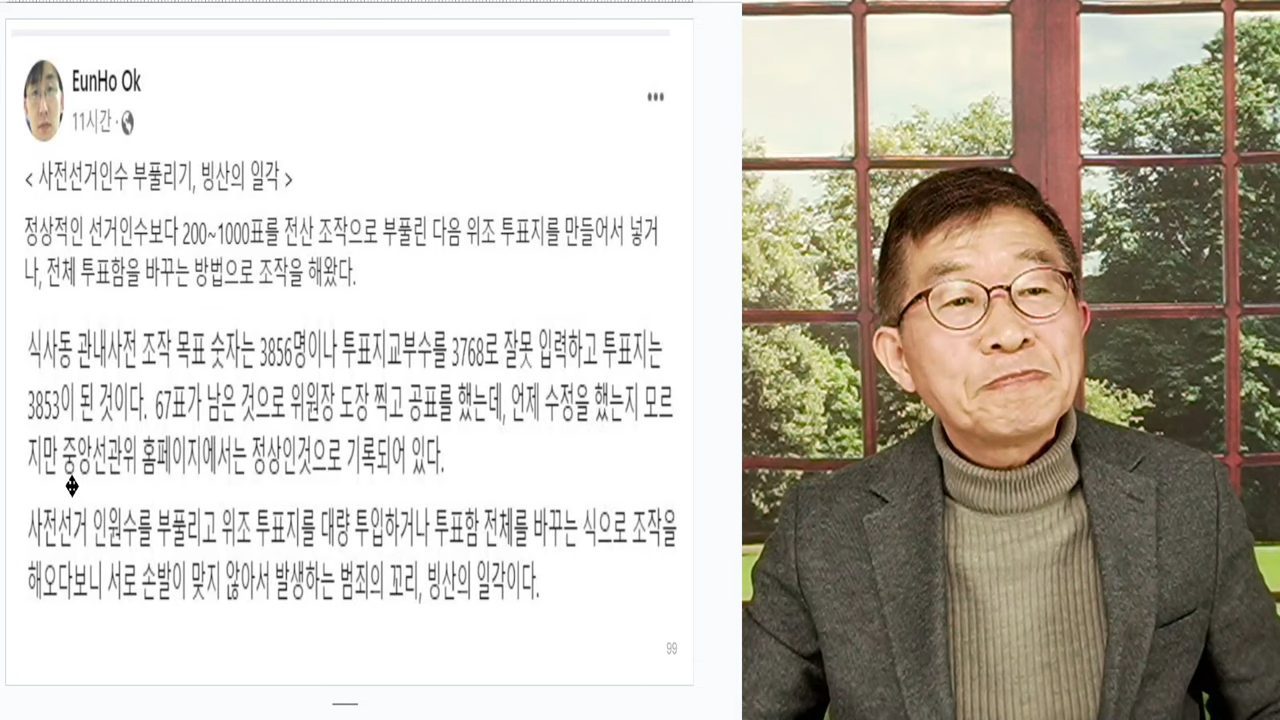 EunHo Ok
11시간 ·
< 사전선거인수 부풀리기, 빙산의 일각 >
정상적인 선거인수보다 200~1000표를 전산 조작으로 부풀린 다음 위조 투표지를 만들어서 넣거
나, 전체 투표함을 바꾸는 방법으로 조작을 해왔다.
식사동 관내사전 조작 목표 숫자는 3856명이나 투표지교부수를 3768로 잘못 입력하고 투표지는
3853이 된 것이다. 67표가 남은 것으로 위원장 도장 찍고 공표를 했는데, 언제 수정을 했는지 모르
지만 중앙선관위 홈페이지에서는 정상인것으로 기록되어 있다.
사전선거 인원수를 부풀리고 위조 투표지를 대량 투입하거나 투표함 전체를 바꾸는 식으로 조작을
해오다보니 서로 손발이 맞지 않아서 발생하는 범죄의 꼬리, 빙산의 일각이다.
99